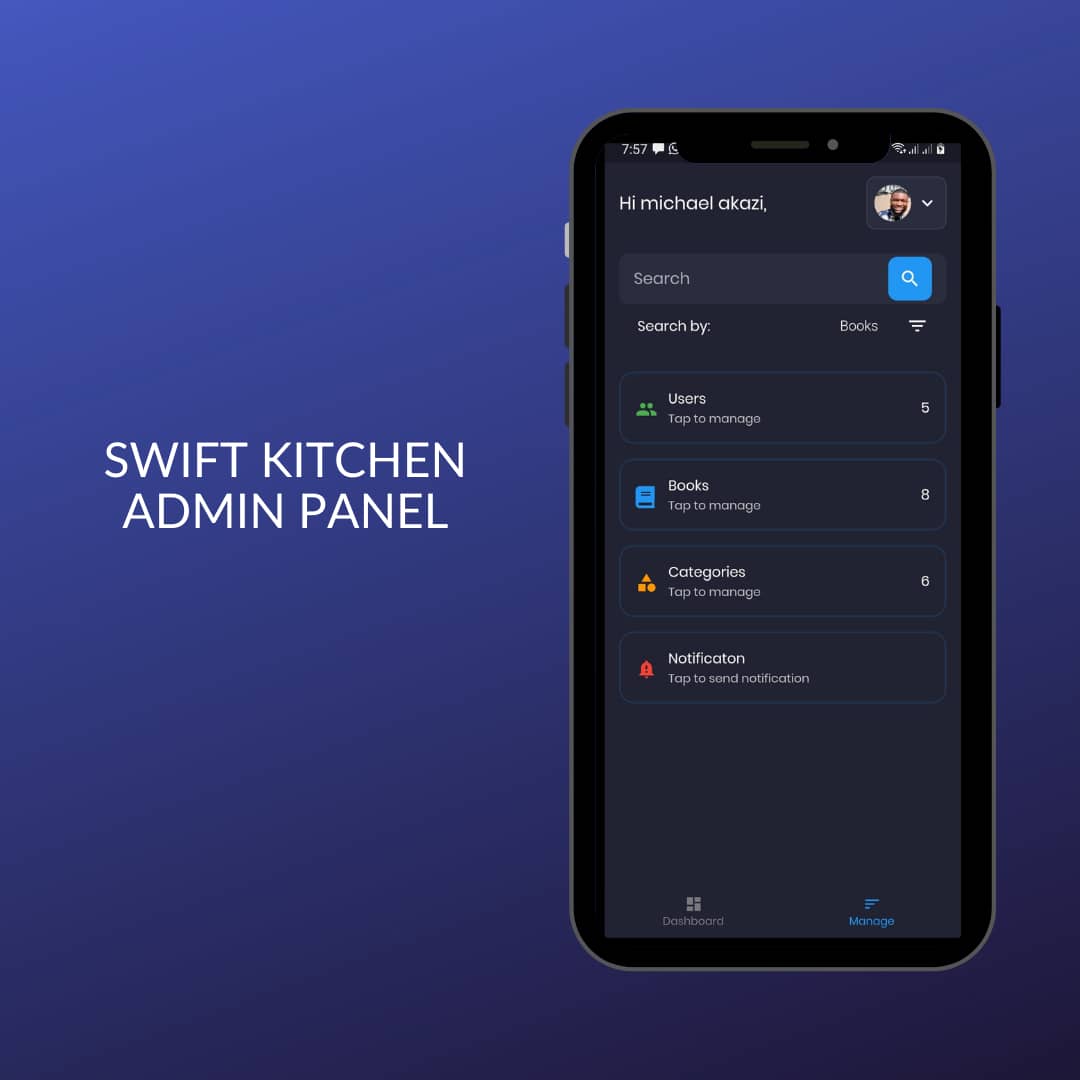 SWIFT KITCHEN
ADMIN PANEL
7:57
Hi michael akazi,
Search
Search by:
Books
Users
Tap to manage
5
Books
Tap to manage
8
Categories
Tap to manage
6
Notificaton
Tap to send notification
Dashboard
Manage